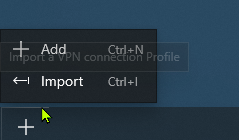 Add Ctrl+N
Import a VPN connection Profile
Import Ctrl+I